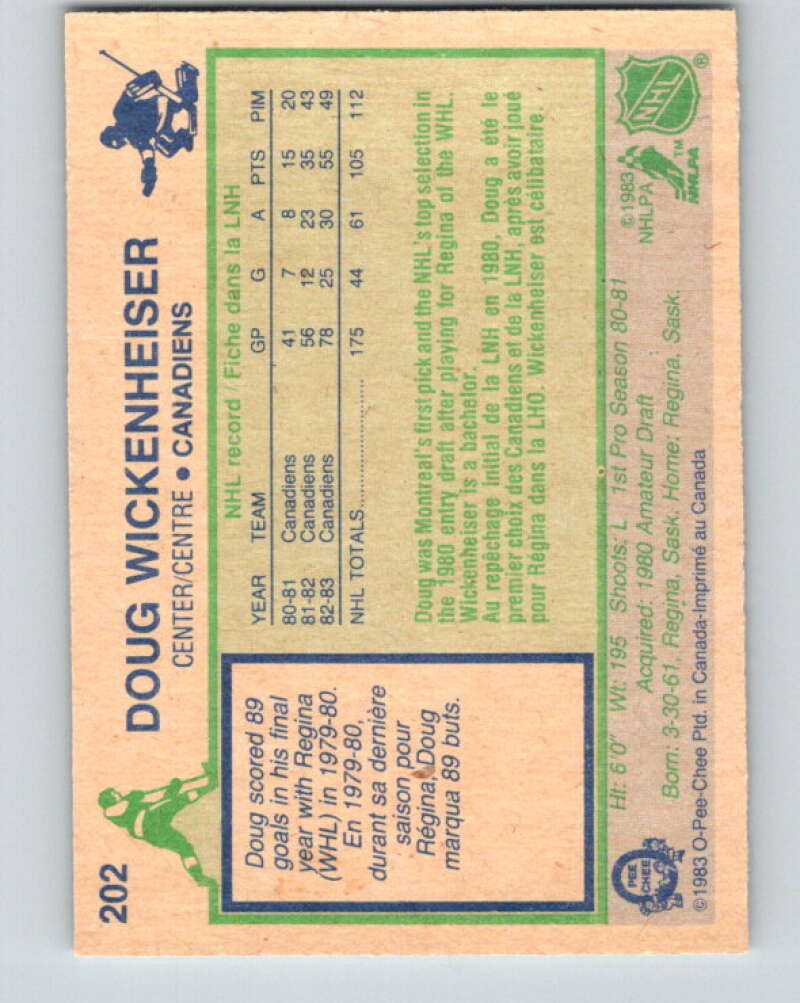 202
DOUG WICKENHEISER
CENTER/CENTRE • CANADIENS
Doug scored 89
goals in his final
year with Regina
(WHL) in 1979-80.
En 1979-80,
durant sa dernière
saison pour
Régina, Doug
marqua 89 buts.
NHL record / Fiche dans la LNH
YEAR TEAM GP G A PTS PIM
80-81 Canadiens 41 7 8 15 20
81-82 Canadiens 56 12 23 35 43
82-83 Canadiens 78 25 30 55 49
NHL TOTALS.................. 175 44 61 105 112
Doug was Montreal's first pick and the NHL's top selection in
the 1980 entry draft after playing for Regina of the WHL.
Wickenheiser is a bachelor.
Au repêchage initial de la LNH en 1980, Doug a été le
premier choix des Canadiens et de la LNH, après avoir joué
pour Régina dans la LHO. Wickenheiser est célibataire.
Ht: 6'0" Wt: 195 Shoots: L 1st Pro Season 80-81
Acquired: 1980 Amateur Draft
Born: 3-30-61, Regina, Sask. Home: Regina, Sask.
©1983
NHLPA
NHLPA
TM
NHL
®
PEE
CHEE
©1983 O-Pee-Chee Ptd. in Canada-Imprimé au Canada